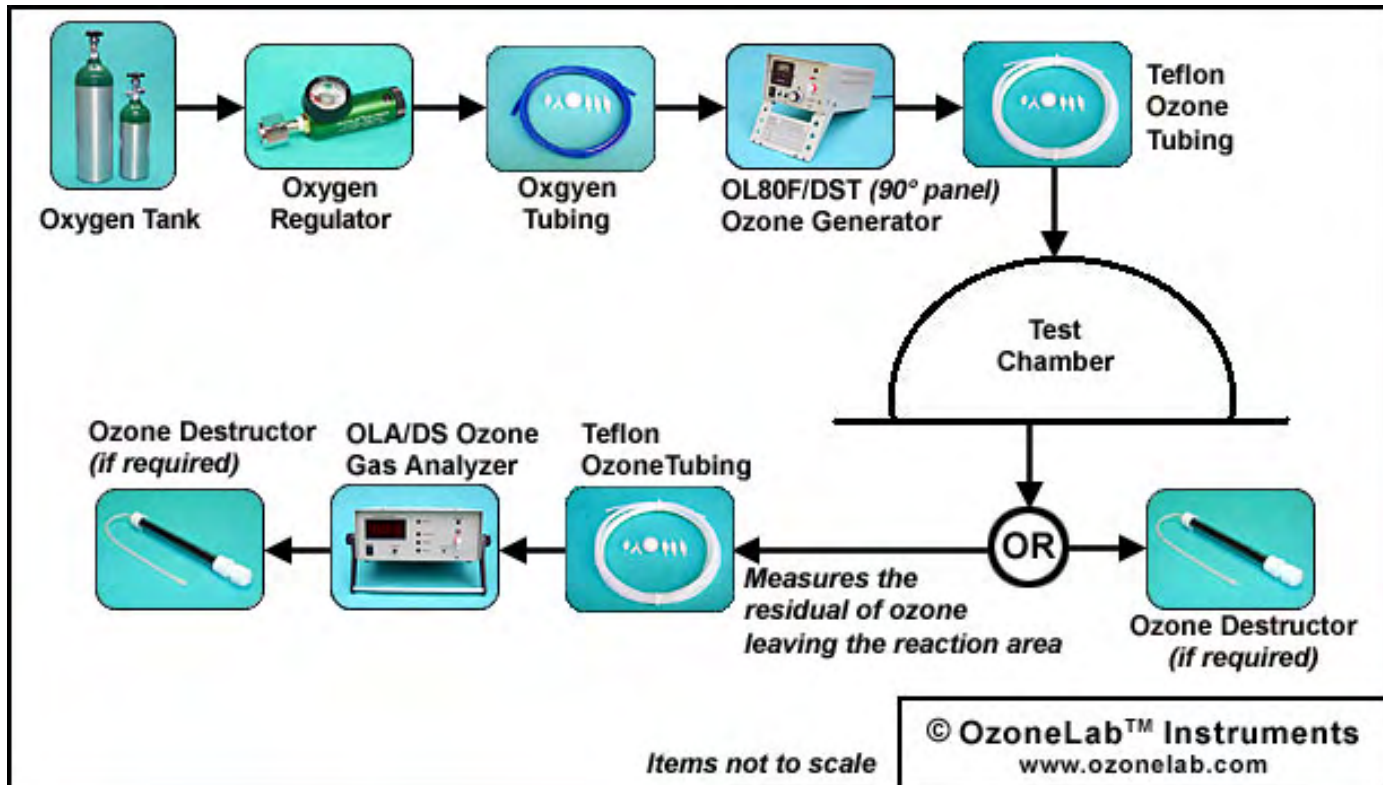 Oxygen Tank
Oxygen
Regulator
Oxgyen
Tubing
OL80F/DST (90° panel)
Ozone Generator
Teflon
Ozone
Tubing
Test
Chamber
Ozone Destructor
(if required)
OLA/DS Ozone
Gas Analyzer
Teflon
OzoneTubing
OR
Measures the
residual of ozone
leaving the reaction area
Ozone Destructor
(if required)
Items not to scale
© OzoneLab™ Instruments
www.ozonelab.com